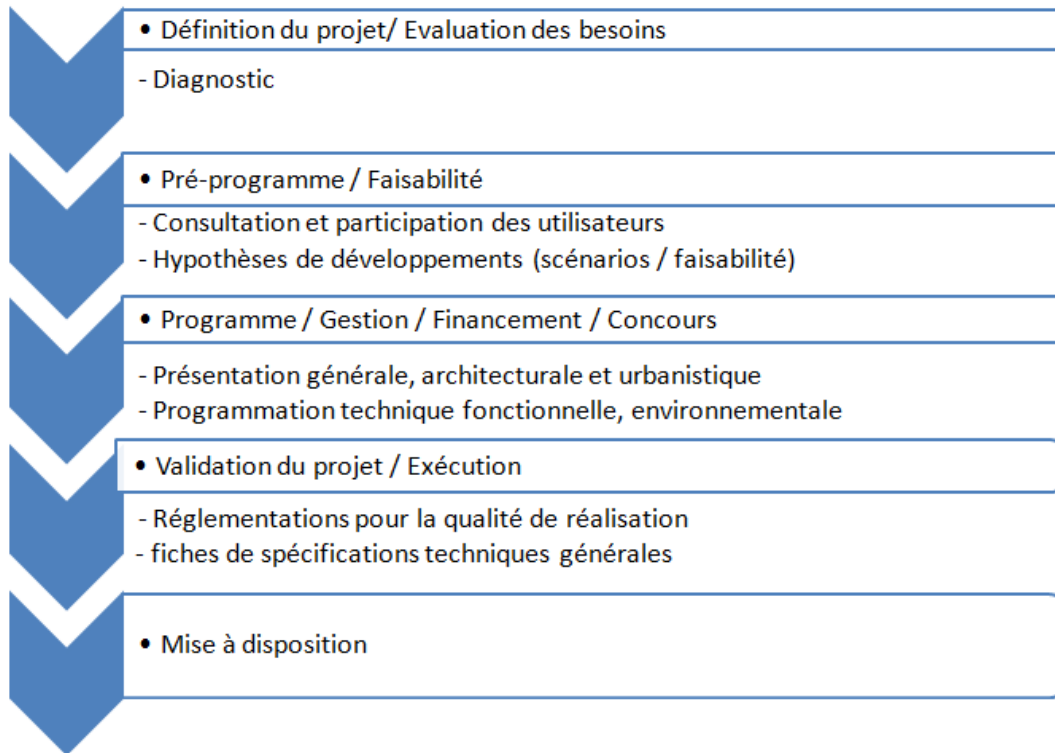 • Définition du projet/ Evaluation des besoins
- Diagnostic
• Pré-programme / Faisabilité
- Consultation et participation des utilisateurs
- Hypothèses de développements (scénarios / faisabilité)
• Programme / Gestion / Financement / Concours
- Présentation générale, architecturale et urbanistique
- Programmation technique fonctionnelle, environnementale
• Validation du projet / Exécution
- Réglementations pour la qualité de réalisation
- fiches de spécifications techniques générales
• Mise à disposition